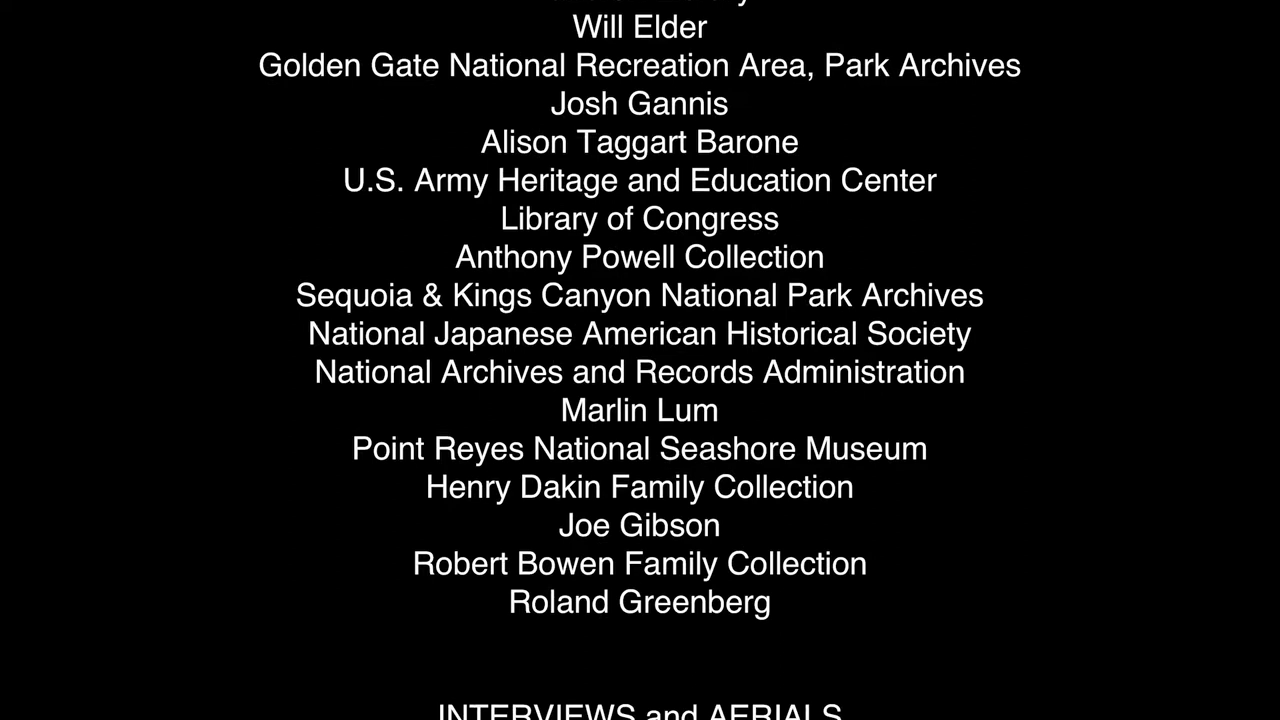 Will Elder
Golden Gate National Recreation Area, Park Archives
Josh Gannis
Alison Taggart Barone
U.S. Army Heritage and Education Center
Library of Congress
Anthony Powell Collection
Sequoia & Kings Canyon National Park Archives
National Japanese American Historical Society
National Archives and Records Administration
Marlin Lum
Point Reyes National Seashore Museum
Henry Dakin Family Collection
Joe Gibson
Robert Bowen Family Collection
Roland Greenberg
INTERVIEWS and AERIALS